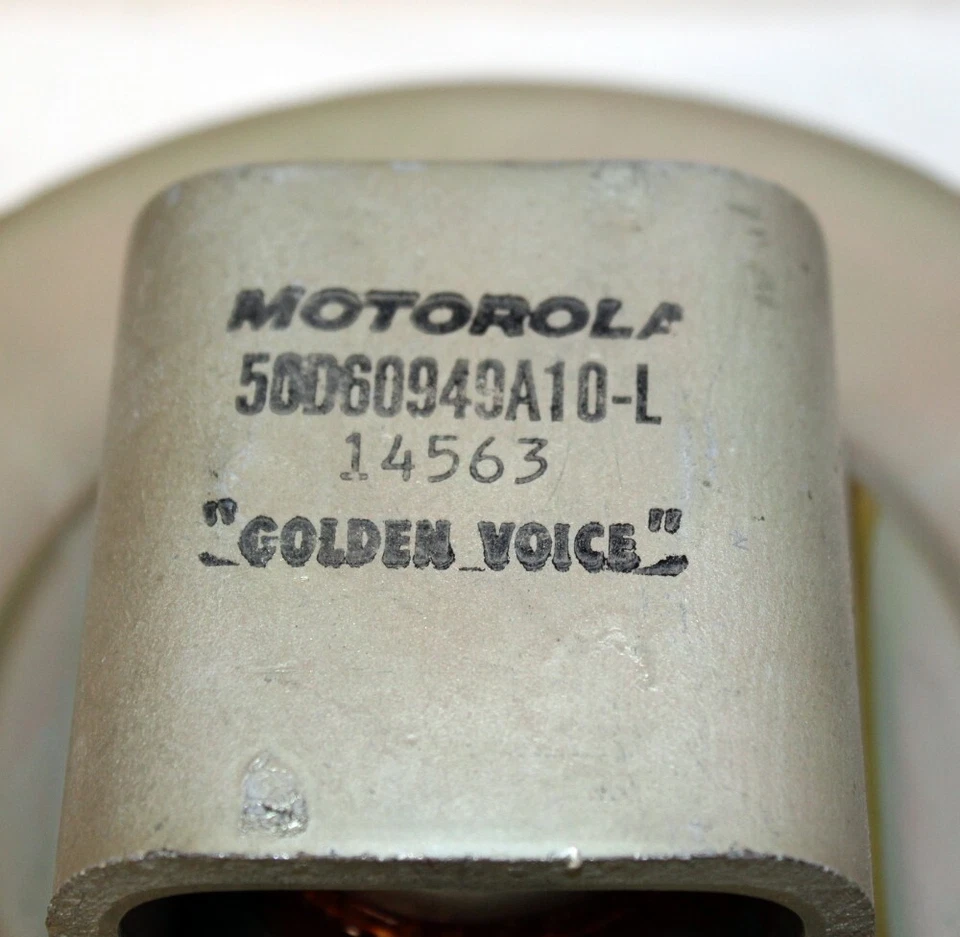 MOTOROLA
50D60949A10-L
14563
"GOLDEN VOICE"